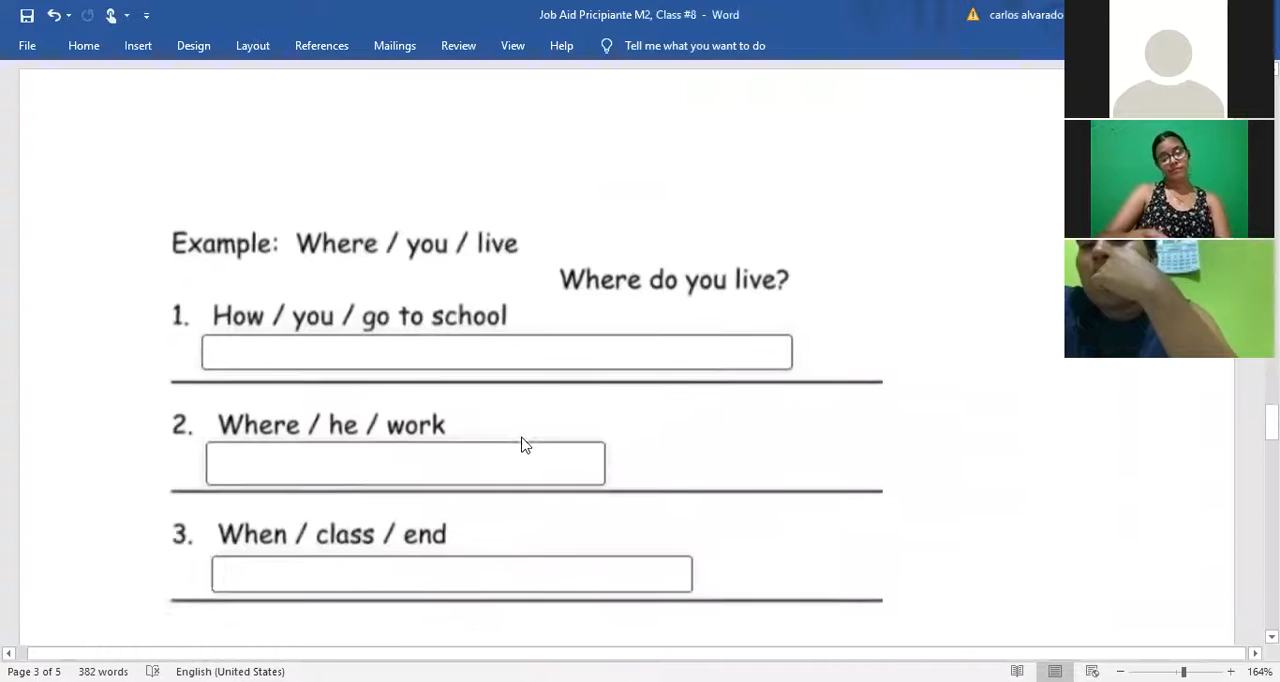 Job Aid Pricipiante M2, Class #8 - Word
carlos alvarado
File Home Insert Design Layout References Mailings Review View Help Tell me what you want to do
Example: Where / you / live
Where do you live?
1. How / you / go to school
2. Where / he / work
3. When / class / end
Page 3 of 5 382 words English (United States) 164%